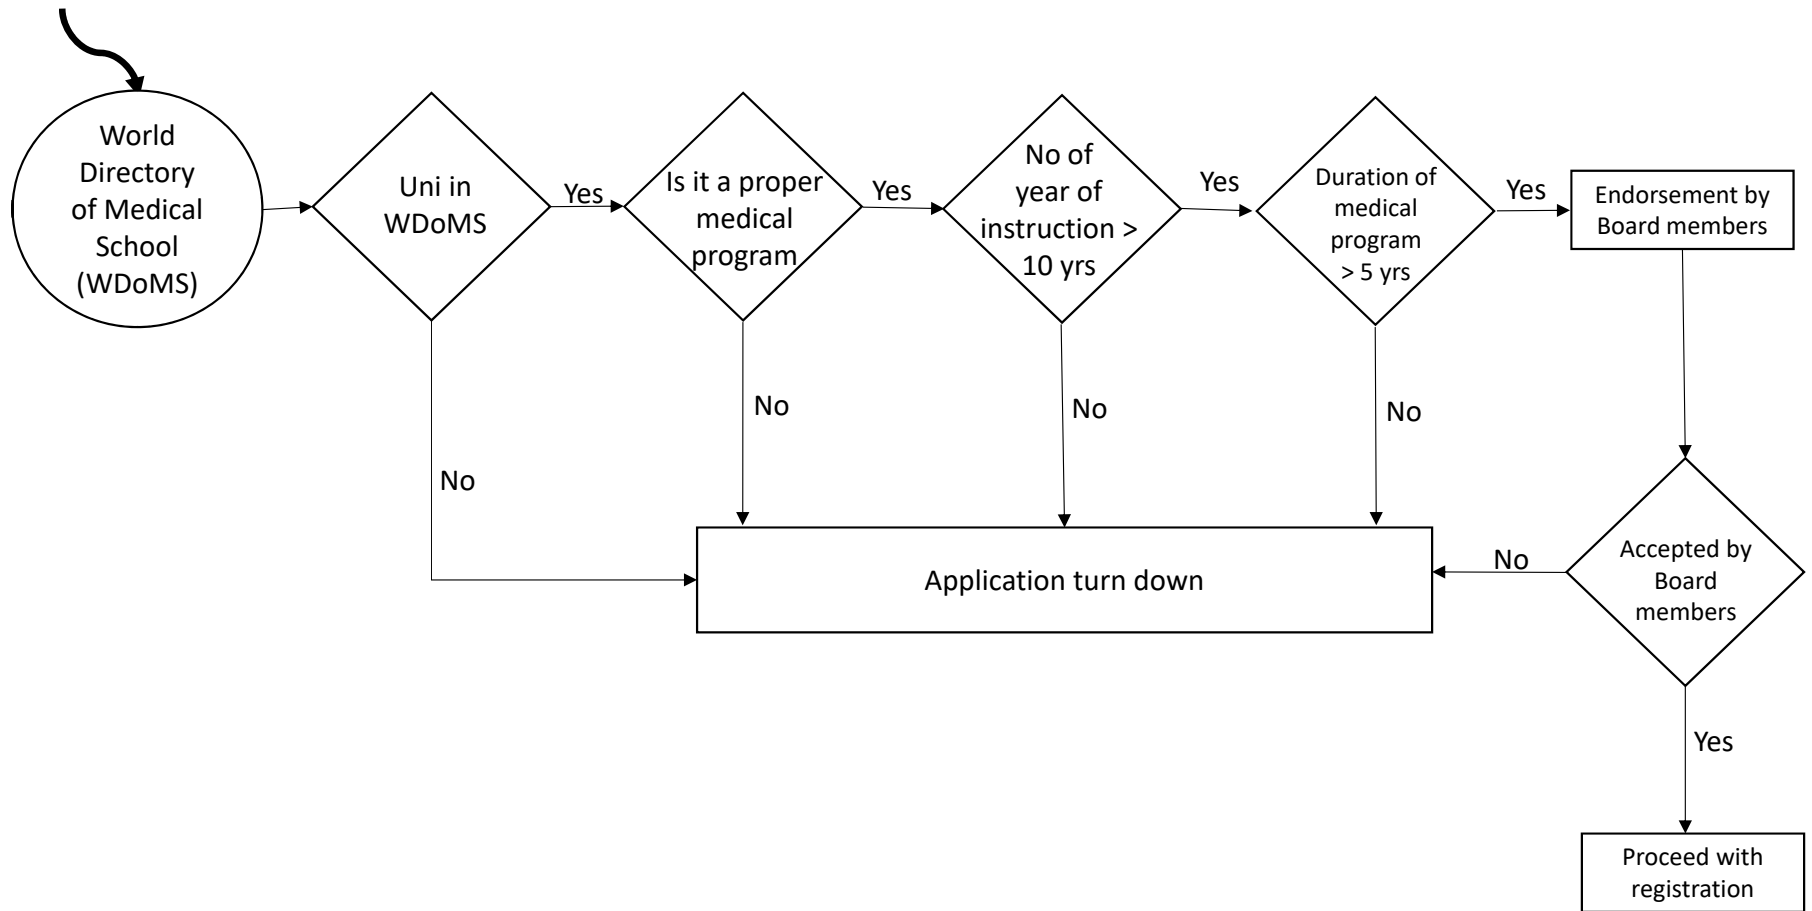 World
Directory
of Medical
School
(WDoMS)
Uni in
WDoMS
Yes
Is it a proper
medical
program
Yes
No of
year of
instruction >
10 yrs
Yes
Duration of
medical
program
> 5 yrs
Yes
Endorsement by
Board members
No
No
No
No
Application turn down
No
Accepted by
Board
members
Yes
Proceed with
registration